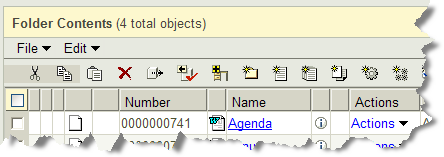 Folder Contents (4 total objects)
File Edit
Number Name Actions
0000000741 Agenda Actions